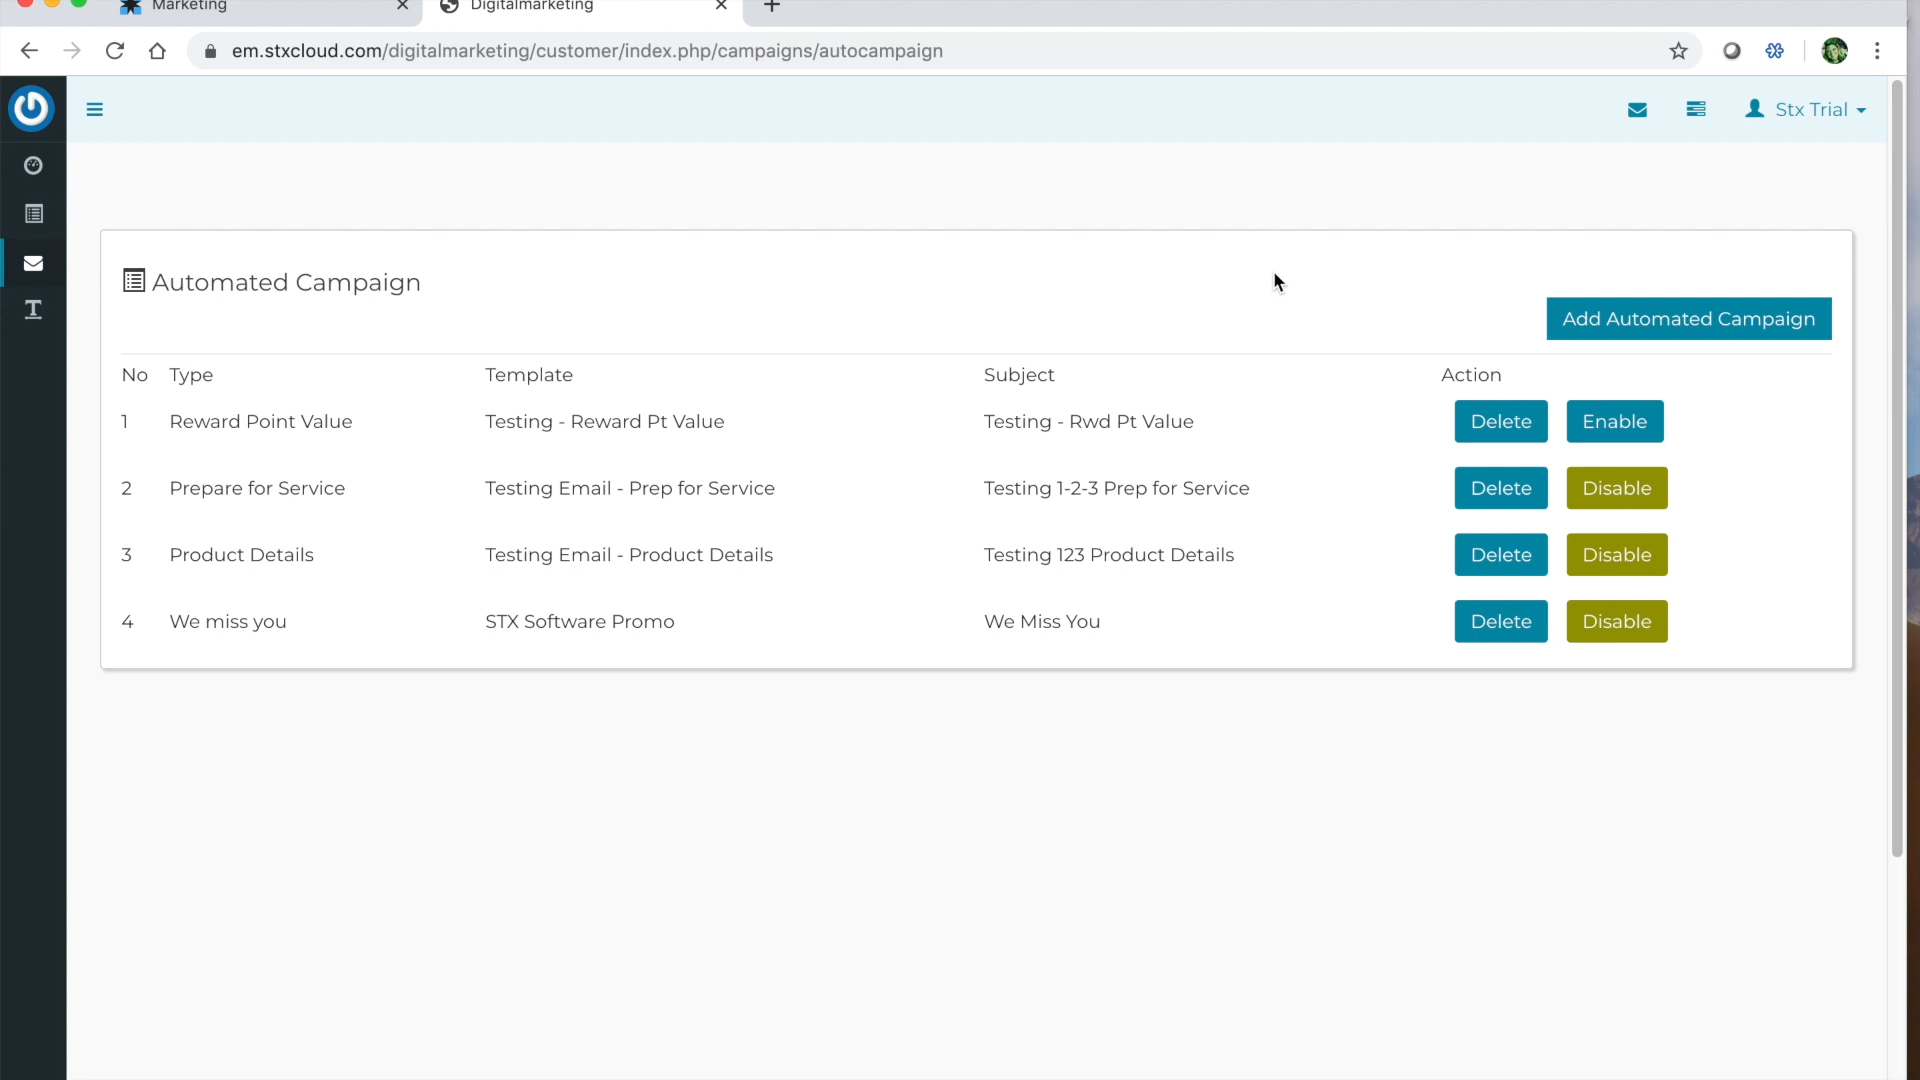 Marketing
Digitalmarketing
em.stxcloud.com/digitalmarketing/customer/index.php/campaigns/autocampaign
Stx Trial
Automated Campaign
Add Automated Campaign
No Type Template Subject Action
1 Reward Point Value Testing - Reward Pt Value Testing - Rwd Pt Value Delete Enable
2 Prepare for Service Testing Email - Prep for Service Testing 1-2-3 Prep for Service Delete Disable
3 Product Details Testing Email - Product Details Testing 123 Product Details Delete Disable
4 We miss you STX Software Promo We Miss You Delete Disable